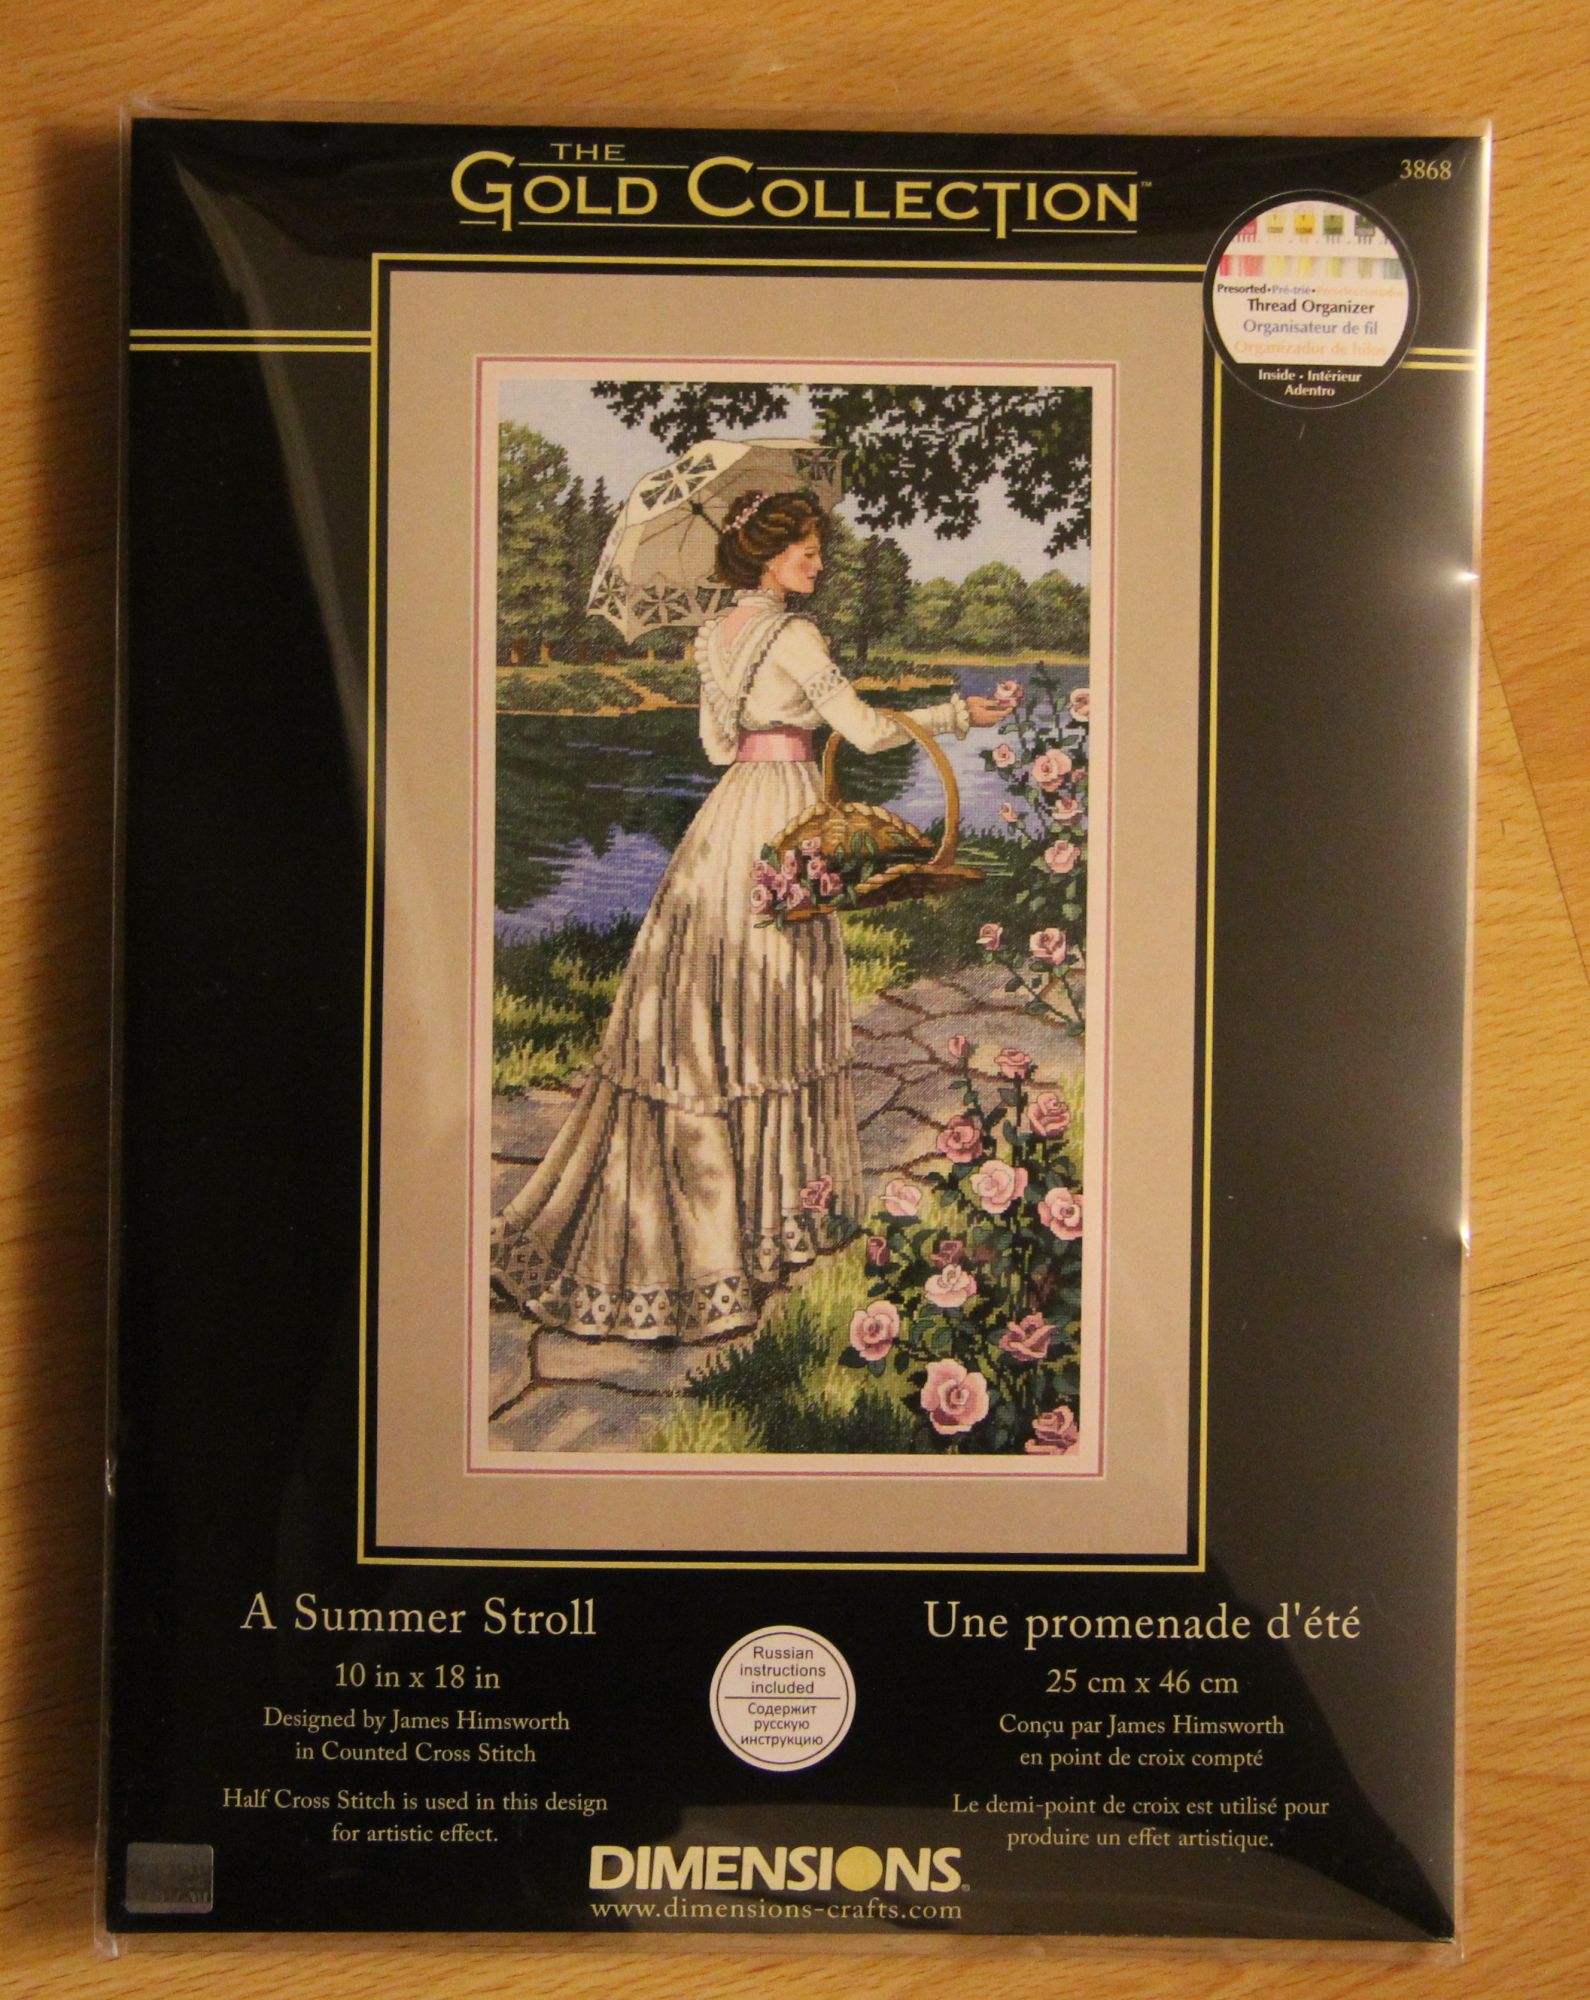 THE
GOLD COLLECTION™
3868
Presorted•Pré-trié•Preseleccionados
Thread Organizer
Organisateur de fil
Organizador de hilos
Inside • Intérieur
Adentro
A Summer Stroll
10 in x 18 in
Designed by James Himsworth
in Counted Cross Stitch
Half Cross Stitch is used in this design
for artistic effect.
Russian
instructions
included
Содержит
русскую
инструкцию
Une promenade d'été
25 cm x 46 cm
Conçu par James Himsworth
en point de croix compté
Le demi-point de croix est utilisé pour
produire un effet artistique.
DIMENSIONS®
www.dimensions-crafts.com